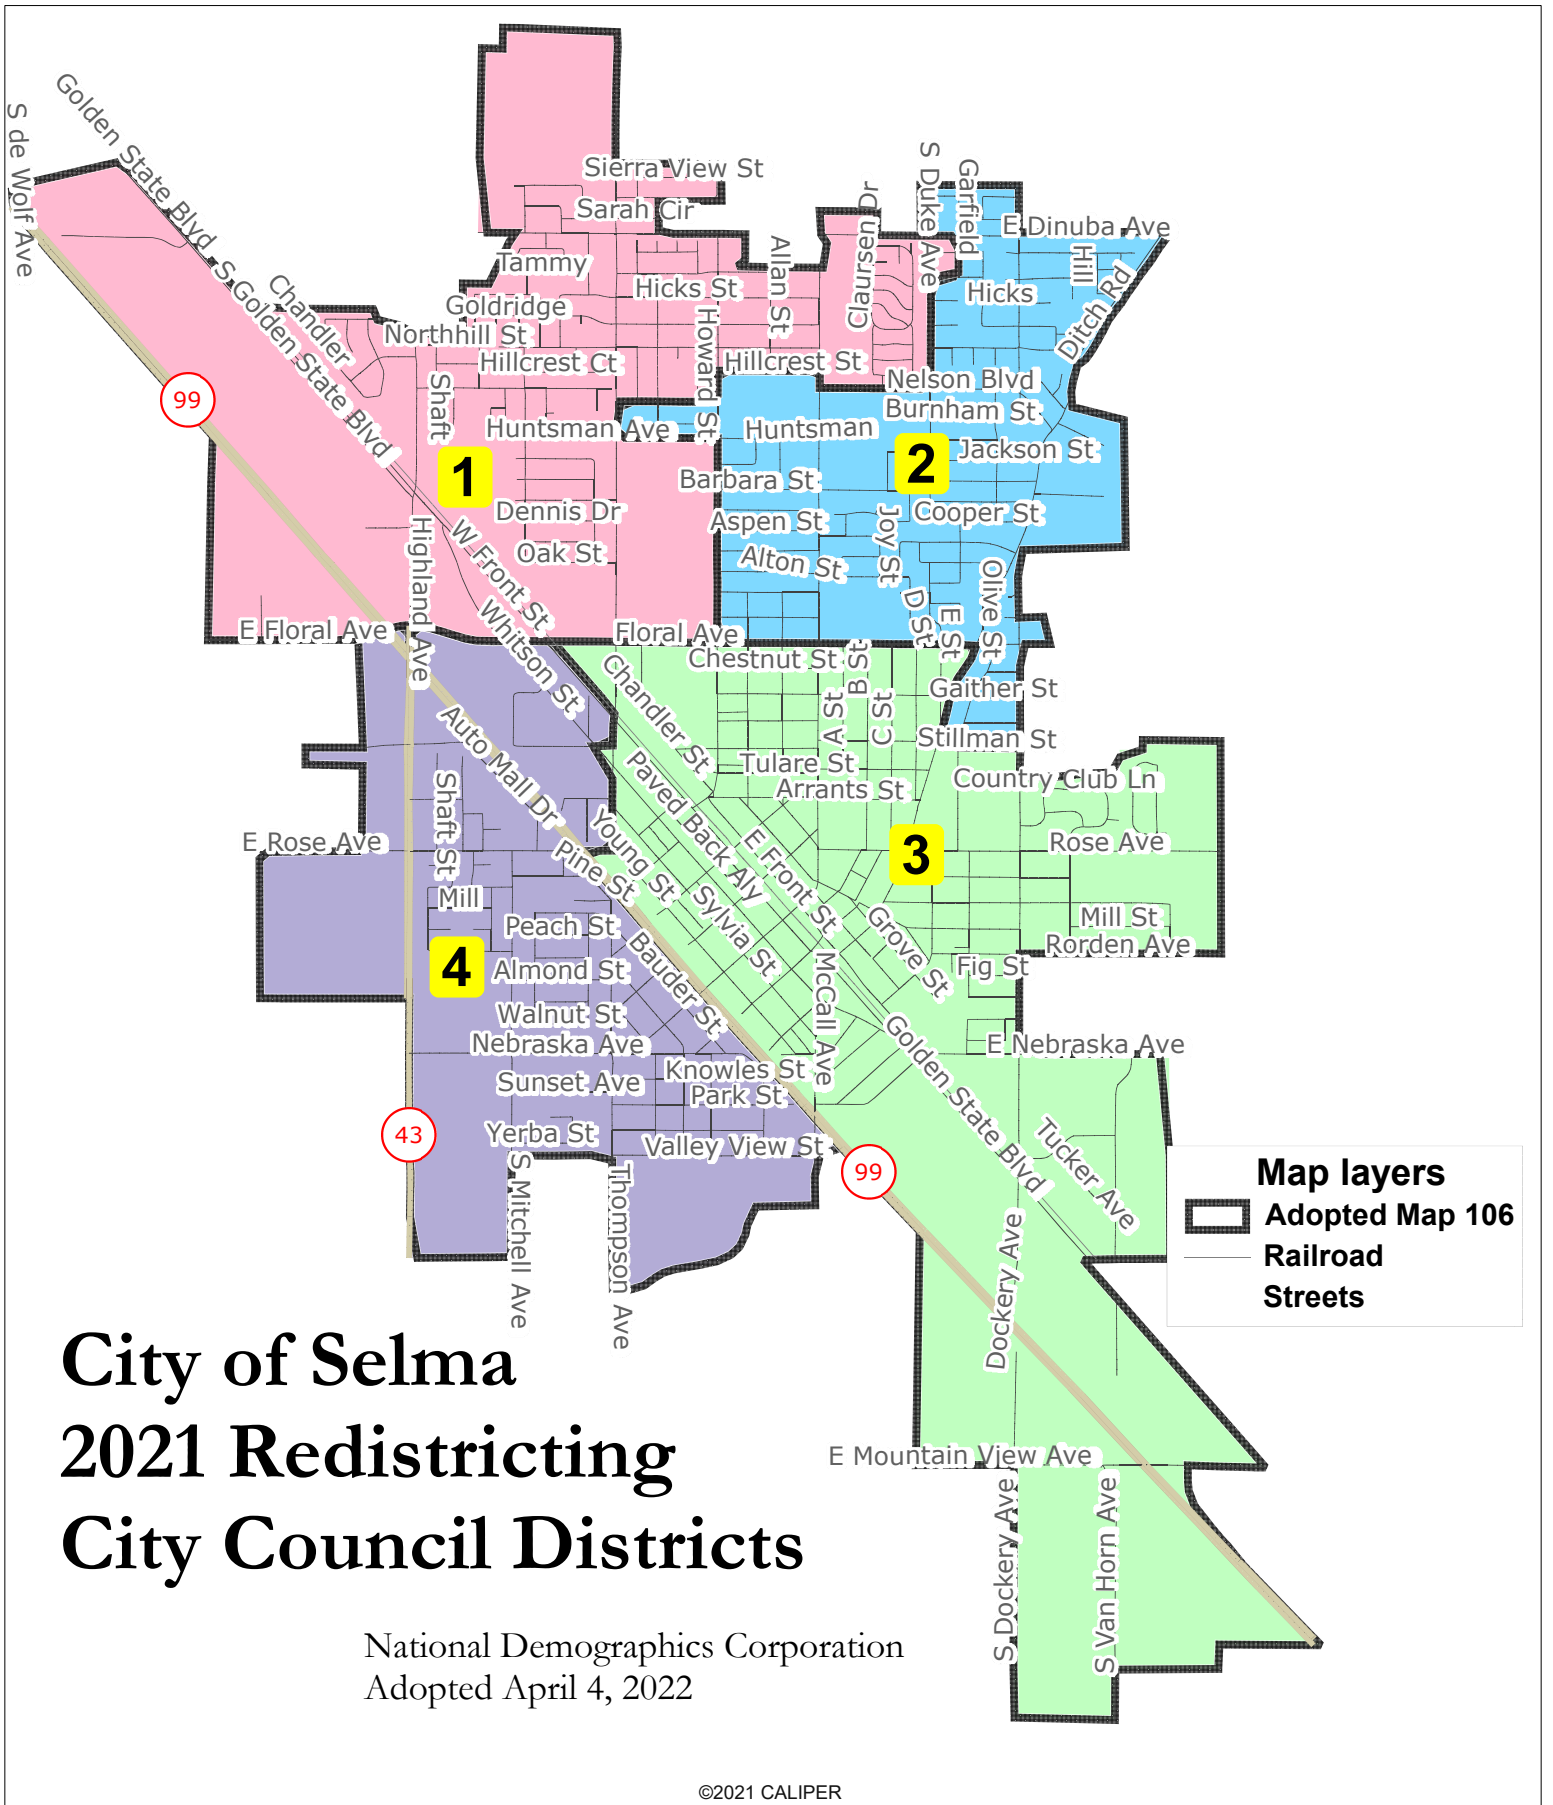 Golden State Blvd
S de Wolf Ave
Sierra View St
Sarah Cir
S Duke Ave
Garfield
E Dinuba Ave
Claursen Dr
Allan St
Hill
Ditch Rd
Tammy
Hicks St
Hicks
Goldridge
Chandler
S Golden State Blvd
Northhill St
Hillcrest Ct
Howard St
Hillcrest St
Nelson Blvd
Burnham St
99
Shaft
Huntsman Ave
Huntsman
1
2
Jackson St
Barbara St
Dennis Dr
Aspen St
Joy St
Cooper St
Highland Ave
W Front St
Oak St
Alton St
Olive St
D St
E St
E Floral Ave
Whitson St
Floral Ave
Chestnut St
B St
Chandler St
A St
C St
Gaither St
Stillman St
Auto Mall Dr
Paved Back Aly
Tulare St
Arrants St
Country Club Ln
Shaft St
E Rose Ave
Pine St
Young St
E Front St
3
Rose Ave
Mill
Sylvia St
Grove St
Mill St
Peach St
Rorden Ave
4
Almond St
Bauder St
McCall Ave
Fig St
Walnut St
Nebraska Ave
Golden State Blvd
E Nebraska Ave
Knowles St
Sunset Ave
Park St
43
Yerba St
Valley View St
99
Tucker Ave
S Mitchell Ave
Thompson Ave
Dockery Ave
Map layers
Adopted Map 106
Railroad
Streets
E Mountain View Ave
S Dockery Ave
S Van Horn Ave
City of Selma
2021 Redistricting
City Council Districts
National Demographics Corporation
Adopted April 4, 2022
©2021 CALIPER